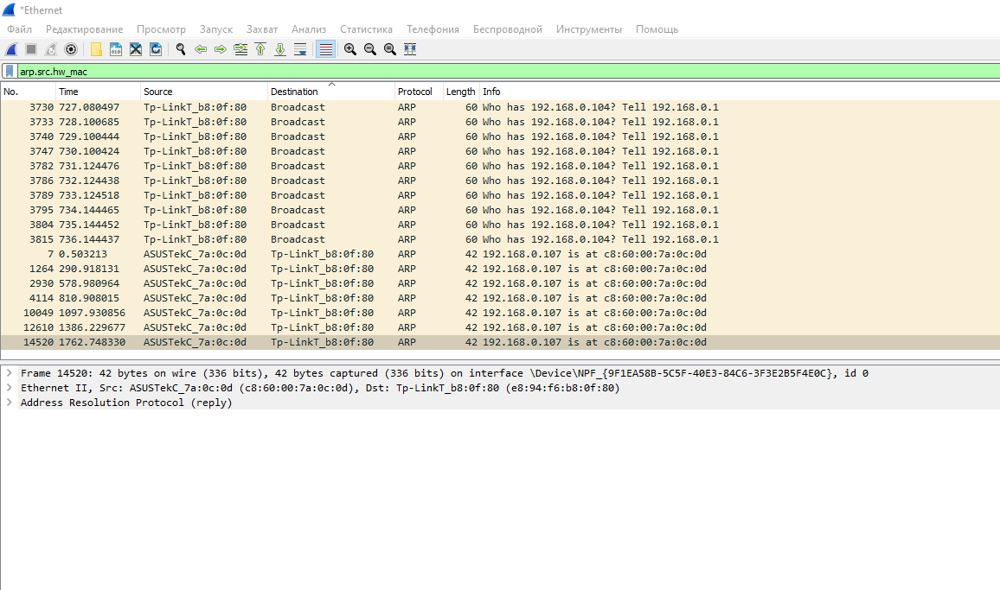 *Ethernet
Файл Редактирование Просмотр Запуск Захват Анализ Статистика Телефония Беспроводной Инструменты Помощь
arp.src.hw_mac
No. Time Source Destination Protocol Length Info
3730 727.080497 Tp-LinkT_b8:0f:80 Broadcast ARP 60 Who has 192.168.0.104? Tell 192.168.0.1
3733 728.100685 Tp-LinkT_b8:0f:80 Broadcast ARP 60 Who has 192.168.0.104? Tell 192.168.0.1
3740 729.100444 Tp-LinkT_b8:0f:80 Broadcast ARP 60 Who has 192.168.0.104? Tell 192.168.0.1
3747 730.100424 Tp-LinkT_b8:0f:80 Broadcast ARP 60 Who has 192.168.0.104? Tell 192.168.0.1
3782 731.124476 Tp-LinkT_b8:0f:80 Broadcast ARP 60 Who has 192.168.0.104? Tell 192.168.0.1
3786 732.124438 Tp-LinkT_b8:0f:80 Broadcast ARP 60 Who has 192.168.0.104? Tell 192.168.0.1
3789 733.124518 Tp-LinkT_b8:0f:80 Broadcast ARP 60 Who has 192.168.0.104? Tell 192.168.0.1
3795 734.144465 Tp-LinkT_b8:0f:80 Broadcast ARP 60 Who has 192.168.0.104? Tell 192.168.0.1
3804 735.144452 Tp-LinkT_b8:0f:80 Broadcast ARP 60 Who has 192.168.0.104? Tell 192.168.0.1
3815 736.144437 Tp-LinkT_b8:0f:80 Broadcast ARP 60 Who has 192.168.0.104? Tell 192.168.0.1
7 0.503213 ASUSTekC_7a:0c:0d Tp-LinkT_b8:0f:80 ARP 42 192.168.0.107 is at c8:60:00:7a:0c:0d
1264 290.918131 ASUSTekC_7a:0c:0d Tp-LinkT_b8:0f:80 ARP 42 192.168.0.107 is at c8:60:00:7a:0c:0d
2930 578.980964 ASUSTekC_7a:0c:0d Tp-LinkT_b8:0f:80 ARP 42 192.168.0.107 is at c8:60:00:7a:0c:0d
4114 810.908015 ASUSTekC_7a:0c:0d Tp-LinkT_b8:0f:80 ARP 42 192.168.0.107 is at c8:60:00:7a:0c:0d
10049 1097.930856 ASUSTekC_7a:0c:0d Tp-LinkT_b8:0f:80 ARP 42 192.168.0.107 is at c8:60:00:7a:0c:0d
12610 1386.229677 ASUSTekC_7a:0c:0d Tp-LinkT_b8:0f:80 ARP 42 192.168.0.107 is at c8:60:00:7a:0c:0d
14520 1762.748330 ASUSTekC_7a:0c:0d Tp-LinkT_b8:0f:80 ARP 42 192.168.0.107 is at c8:60:00:7a:0c:0d
Frame 14520: 42 bytes on wire (336 bits), 42 bytes captured (336 bits) on interface \Device\NPF_{9F1EA58B-5C5F-40E3-84C6-3F3E2B5F4E0C}, id 0
Ethernet II, Src: ASUSTekC_7a:0c:0d (c8:60:00:7a:0c:0d), Dst: Tp-LinkT_b8:0f:80 (e8:94:f6:b8:0f:80)
Address Resolution Protocol (reply)